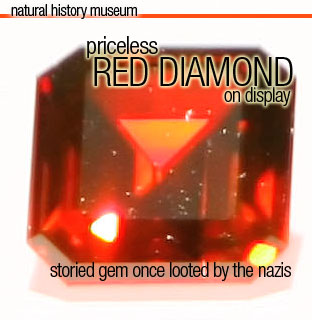 natural history museum
priceless
RED DIAMOND
on display
storied gem once looted by the nazis